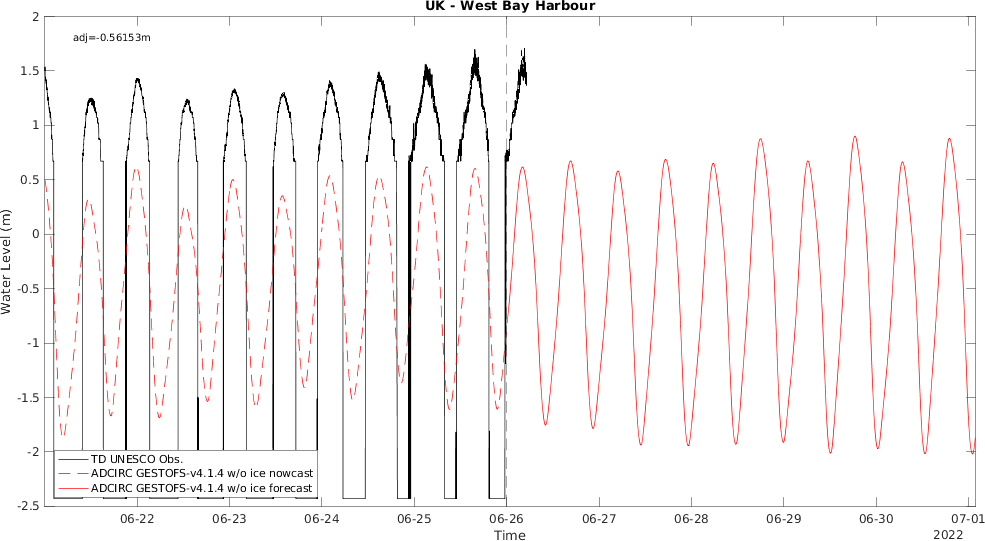 UK - West Bay Harbour
adj=-0.56153m
Water Level (m)
2
1.5
1
0.5
0
-0.5
-1
-1.5
-2
-2.5
TD UNESCO Obs.
ADCIRC GESTOFS-v4.1.4 w/o ice nowcast
ADCIRC GESTOFS-v4.1.4 w/o ice forecast
06-22 06-23 06-24 06-25 06-26 06-27 06-28 06-29 06-30 07-01
Time
2022